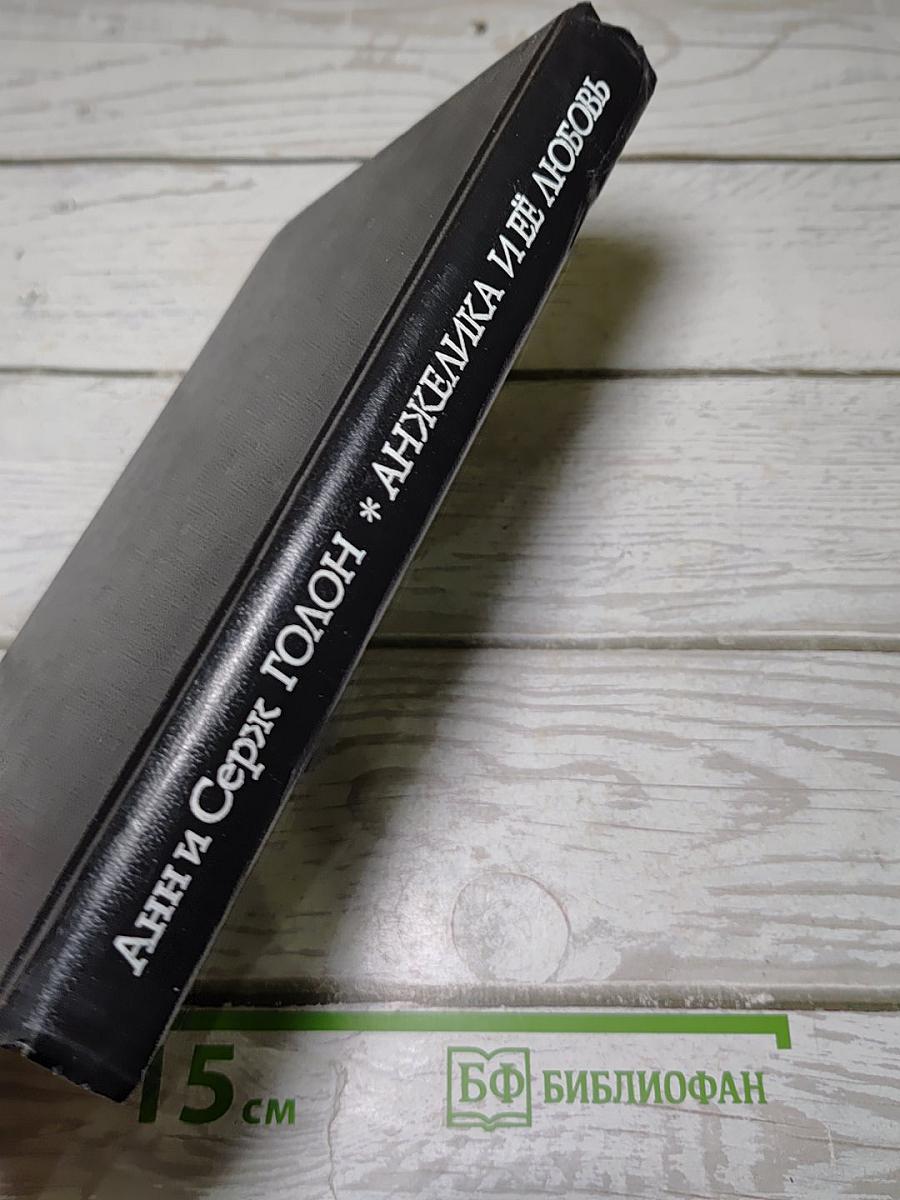 Анн и Серж ГОЛОН * АНЖЕЛИКА И ЕЁ ЛЮБОВЬ
15 см
БФ БИБЛИОФАН